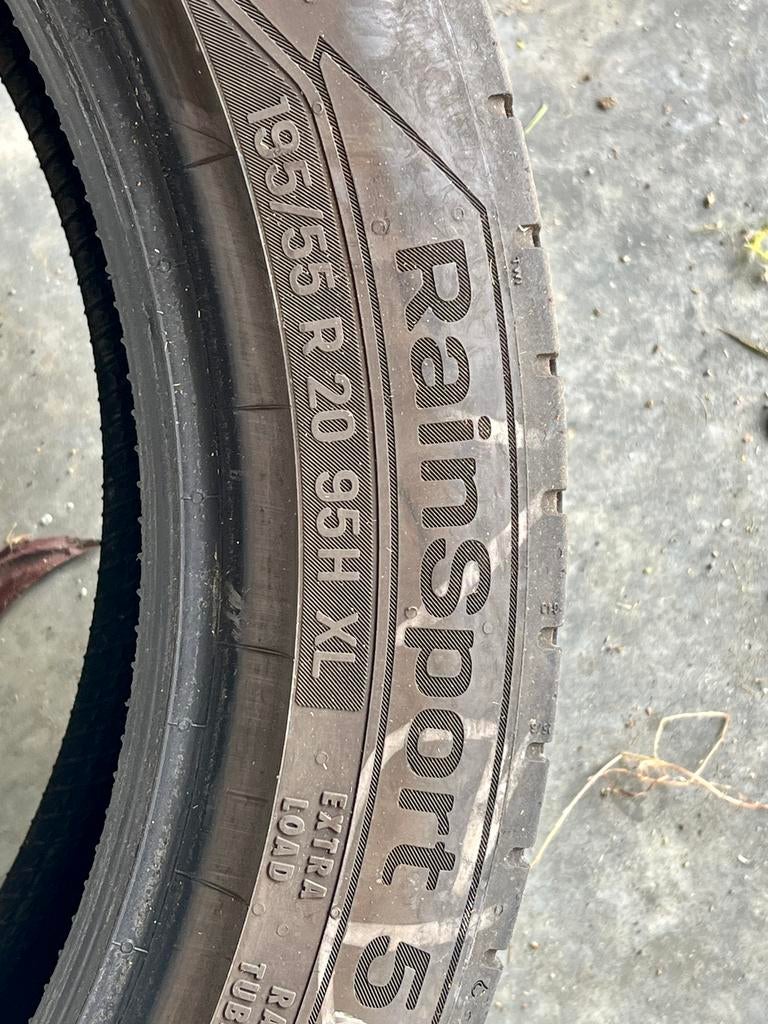 195/55 R 20 95H XL
RainSport 5
EXTRA
LOAD